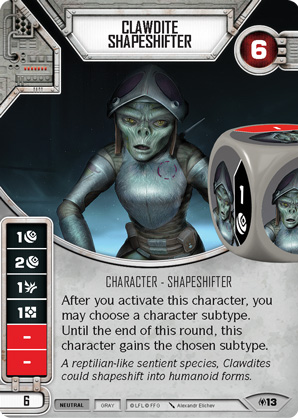 CLAWDITE
SHAPESHIFTER
6
1
1
2
1
1
-
-
CHARACTER - SHAPESHIFTER
After you activate this character, you
may choose a character subtype.
Until the end of this round, this
character gains the chosen subtype.
A reptilian-like sentient species, Clawdites
could shapeshift into humanoid forms.
6
NEUTRAL
GRAY
© LFL © FFG
Alexandr Elichev
13